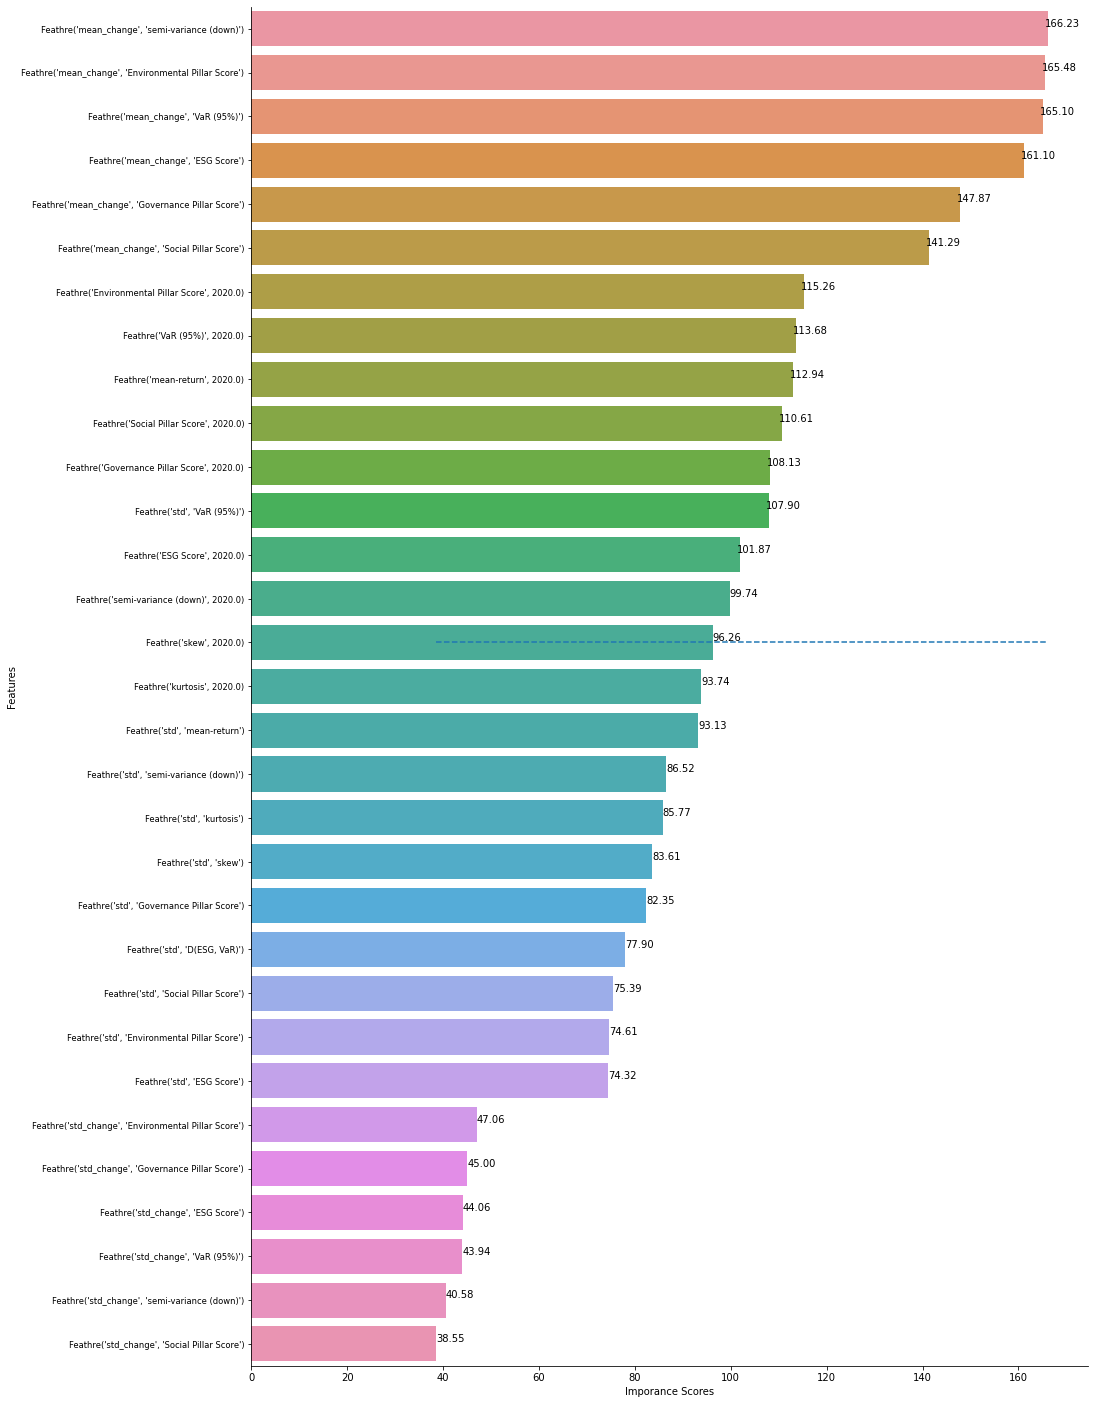 Feathre('mean_change', 'semi-variance (down)') 166.23
Feathre('mean_change', 'Environmental Pillar Score') 165.48
Feathre('mean_change', 'VaR (95%)') 165.10
Feathre('mean_change', 'ESG Score') 161.10
Feathre('mean_change', 'Governance Pillar Score') 147.87
Feathre('mean_change', 'Social Pillar Score') 141.29
Feathre('Environmental Pillar Score', 2020.0) 115.26
Feathre('VaR (95%)', 2020.0) 113.68
Feathre('mean-return', 2020.0) 112.94
Feathre('Social Pillar Score', 2020.0) 110.61
Feathre('Governance Pillar Score', 2020.0) 108.13
Feathre('std', 'VaR (95%)') 107.90
Feathre('ESG Score', 2020.0) 101.87
Feathre('semi-variance (down)', 2020.0) 99.74
Feathre('skew', 2020.0) 96.26
Feathre('kurtosis', 2020.0) 93.74
Feathre('std', 'mean-return') 93.13
Feathre('std', 'semi-variance (down)') 86.52
Feathre('std', 'kurtosis') 85.77
Feathre('std', 'skew') 83.61
Feathre('std', 'Governance Pillar Score') 82.35
Feathre('std', 'D(ESG, VaR)') 77.90
Feathre('std', 'Social Pillar Score') 75.39
Feathre('std', 'Environmental Pillar Score') 74.61
Feathre('std', 'ESG Score') 74.32
Feathre('std_change', 'Environmental Pillar Score') 47.06
Feathre('std_change', 'Governance Pillar Score') 45.00
Feathre('std_change', 'ESG Score') 44.06
Feathre('std_change', 'VaR (95%)') 43.94
Feathre('std_change', 'semi-variance (down)') 40.58
Feathre('std_change', 'Social Pillar Score') 38.55
Features
0 20 40 60 80 100 120 140 160
Imporance Scores